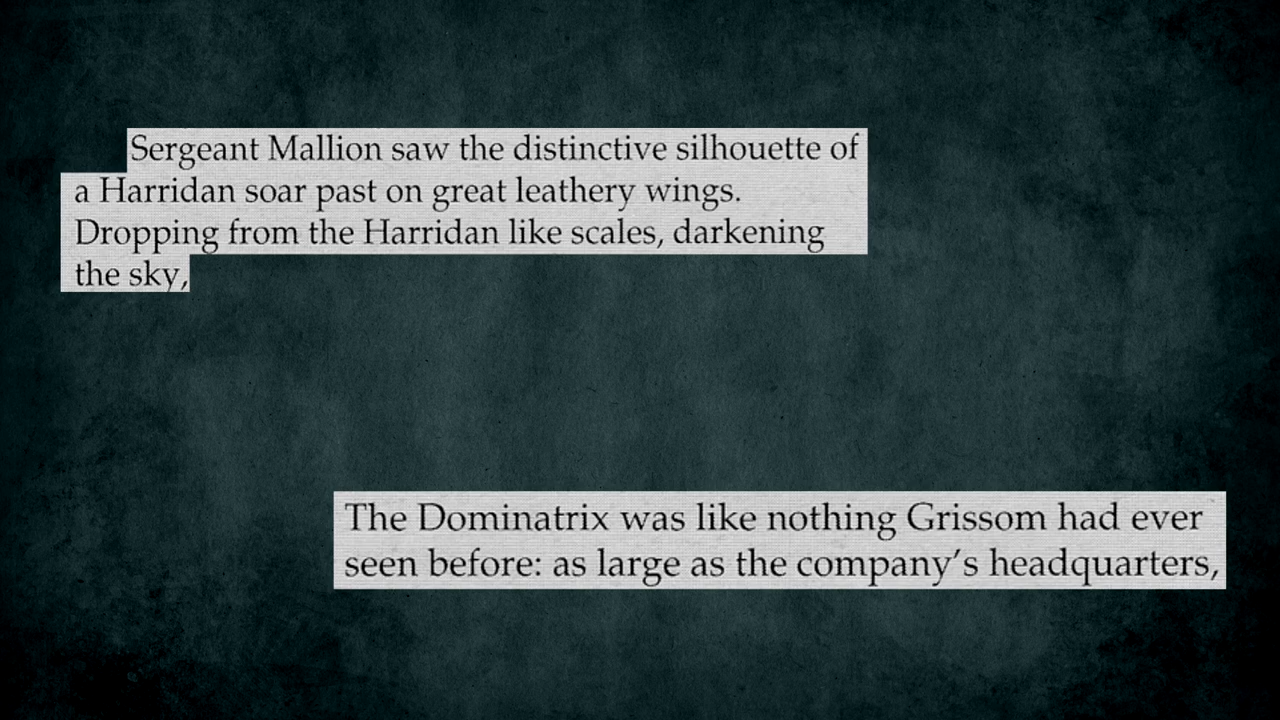 Sergeant Mallion saw the distinctive silhouette of
a Harridan soar past on great leathery wings.
Dropping from the Harridan like scales, darkening
the sky,
The Dominatrix was like nothing Grissom had ever
seen before: as large as the company’s headquarters,